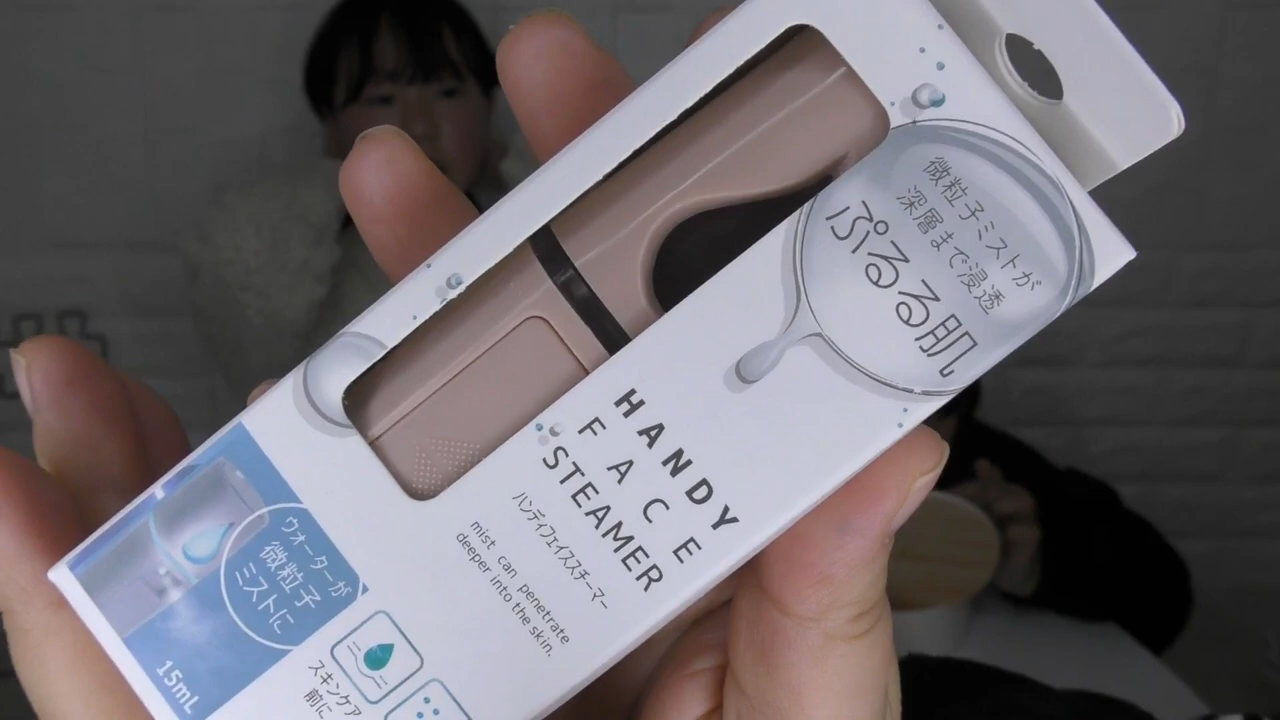 微粒子ミストが
深層まで浸透
ぷるる肌
HANDY
FACE
STEAMER
ハンディフェイススチーマー
mist can penetrate
deeper into the skin.
ウォーターが
微粒子
ミストに
15mL
スキンケア
前に